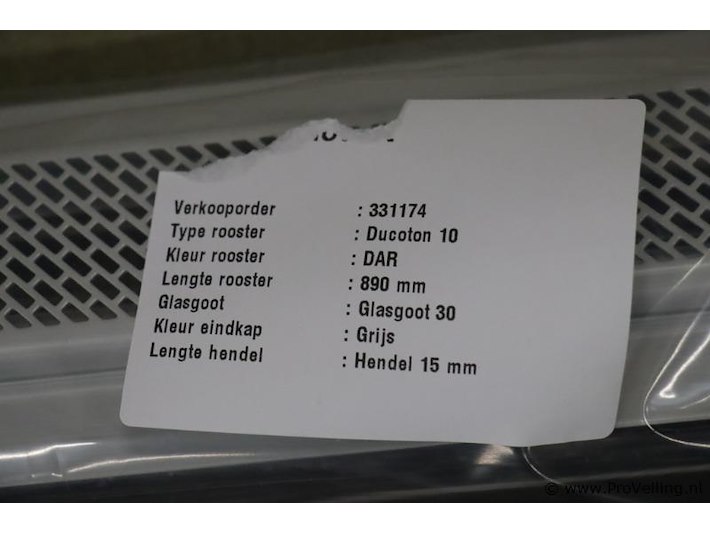 Verkooporder : 331174
Type rooster : Ducoton 10
Kleur rooster : DAR
Lengte rooster : 890 mm
Glasgoot : Glasgoot 30
Kleur eindkap : Grijs
Lengte hendel : Hendel 15 mm
© www.ProVeiling.nl